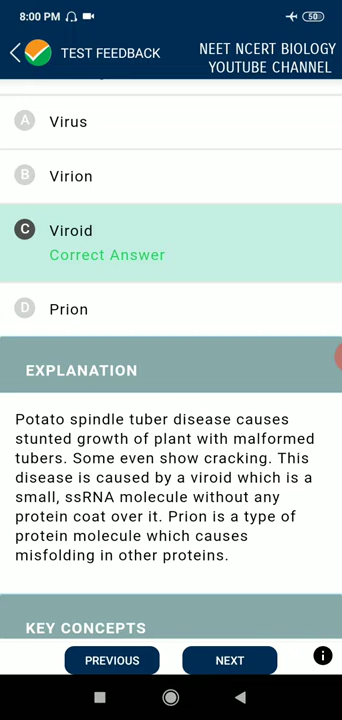 8:00 PM
50
TEST FEEDBACK
NEET NCERT BIOLOGY
YOUTUBE CHANNEL
A Virus
B Virion
C Viroid
Correct Answer
D Prion
EXPLANATION
Potato spindle tuber disease causes
stunted growth of plant with malformed
tubers. Some even show cracking. This
disease is caused by a viroid which is a
small, ssRNA molecule without any
protein coat over it. Prion is a type of
protein molecule which causes
misfolding in other proteins.
KEY CONCEPTS
PREVIOUS
NEXT